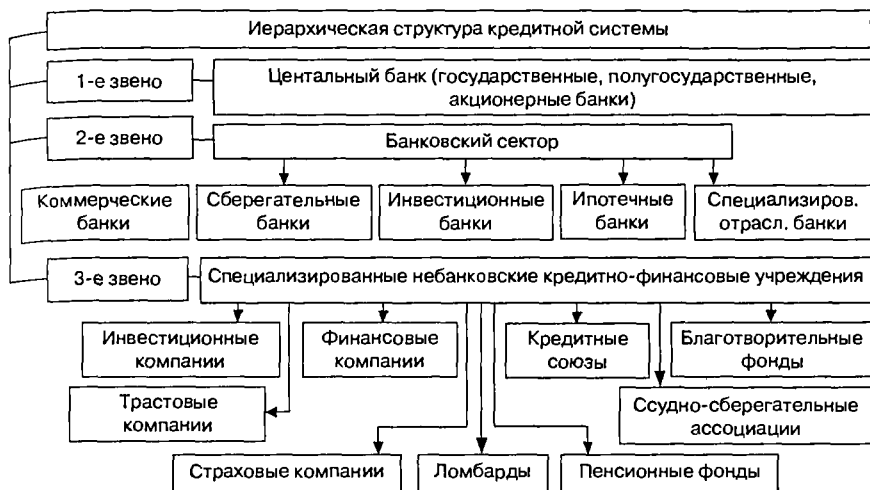 Иерархическая структура кредитной системы
1-е звено
Центальный банк (государственные, полугосударственные,
акционерные банки)
2-е звено
Банковский сектор
Коммерческие
банки
Сберегательные
банки
Инвестиционные
банки
Ипотечные
банки
Специализиров.
отрасл. банки
3-е звено
Специализированные небанковские кредитно-финансовые учреждения
Инвестиционные
компании
Финансовые
компании
Кредитные
союзы
Благотворительные
фонды
Трастовые
компании
Ссудно-сберегательные
ассоциации
Страховые компании
Ломбарды
Пенсионные фонды